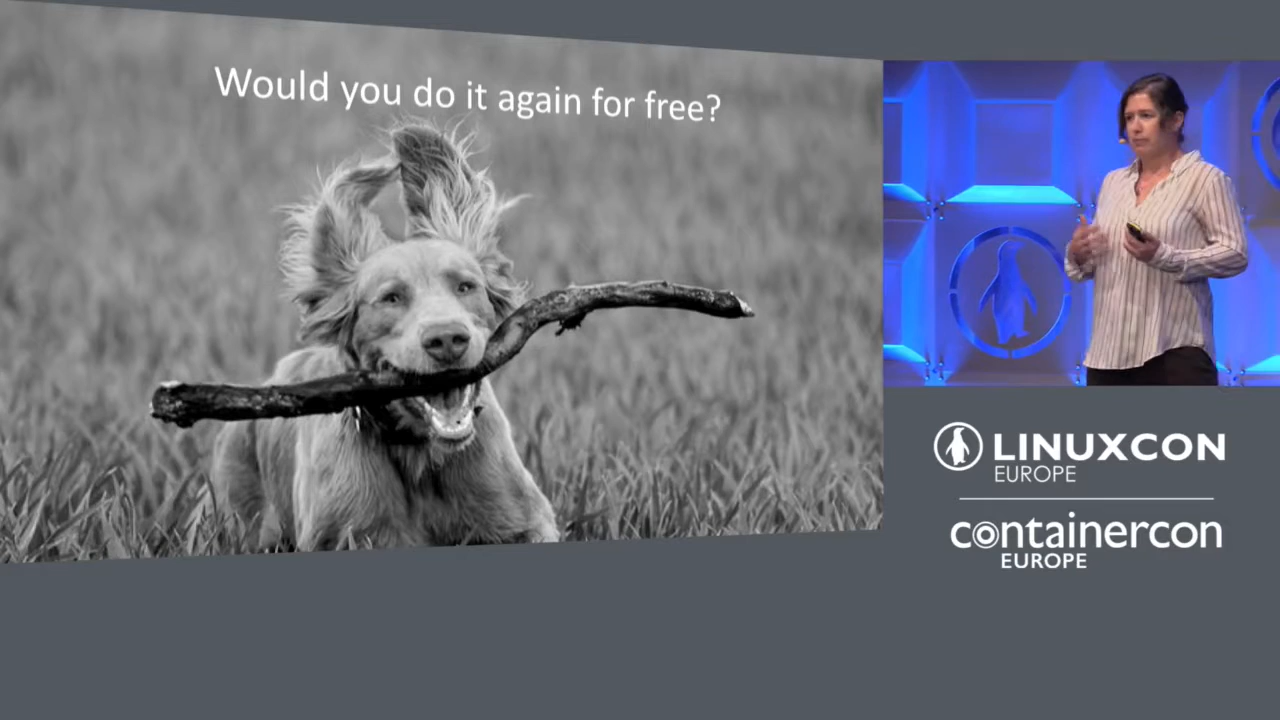 Would you do it again for free?
LINUXCON
EUROPE
containercon
EUROPE